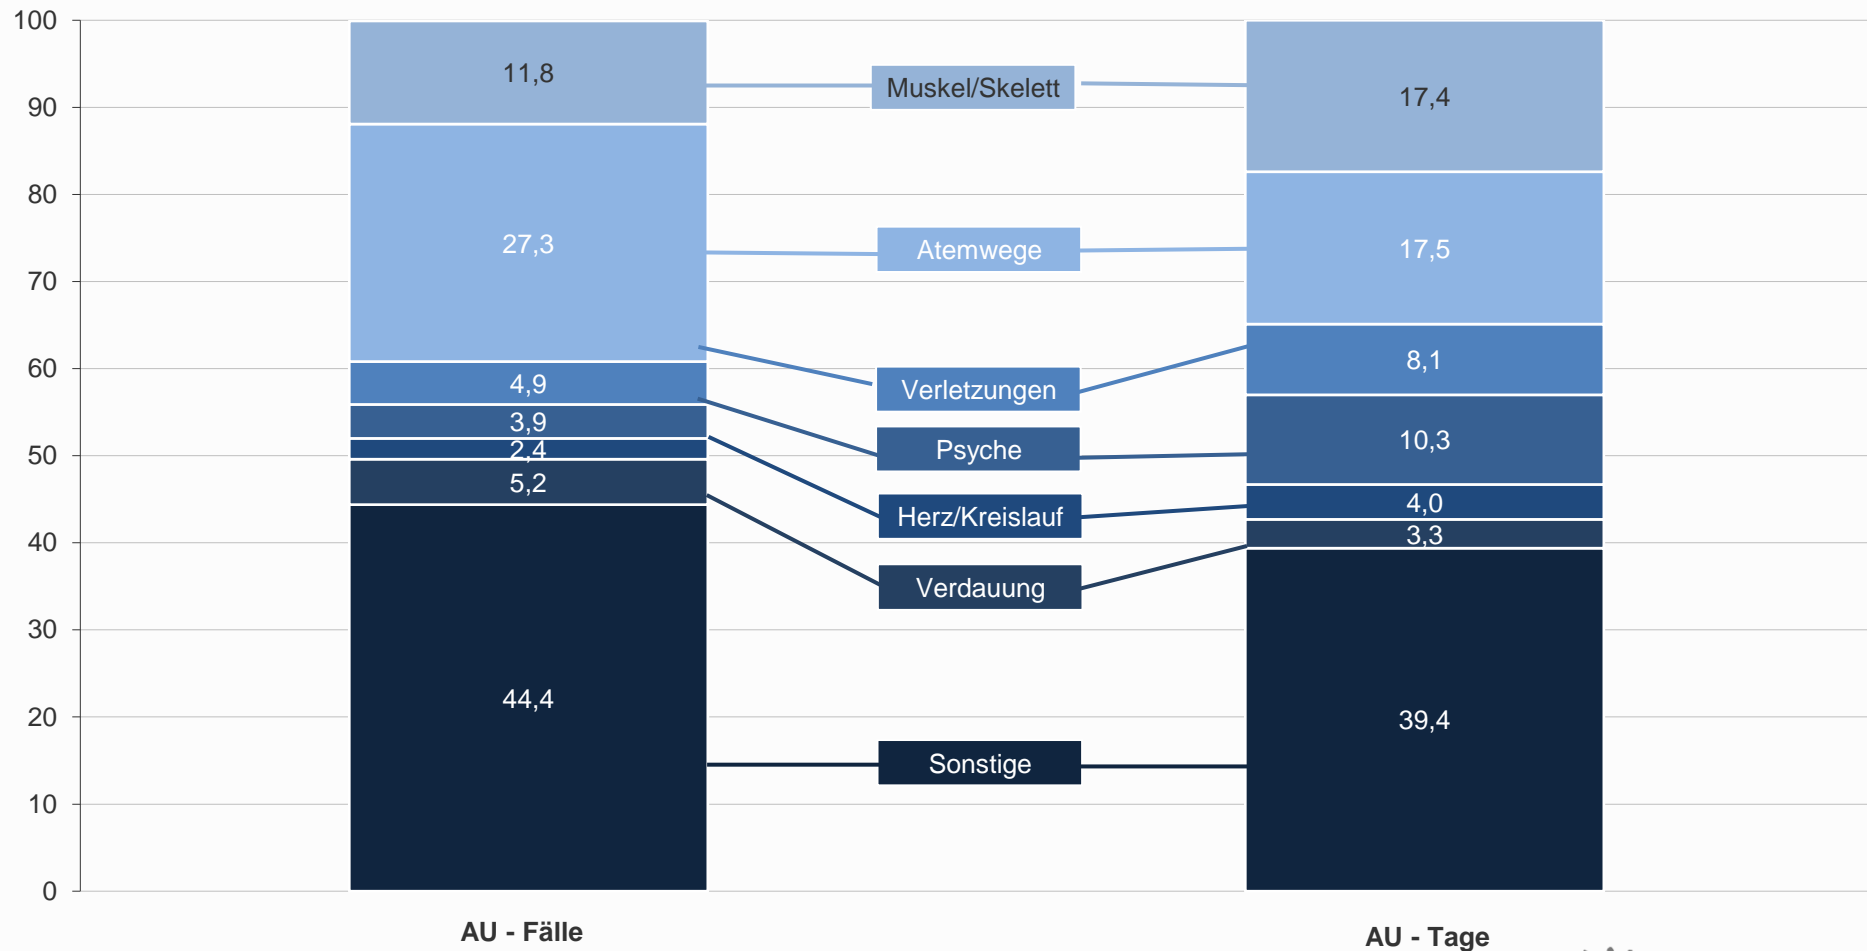 100
90
80
70
60
50
40
30
20
10
0
11,8
27,3
4,9
3,9
2,4
5,2
44,4
Muskel/Skelett
Atemwege
Verletzungen
Psyche
Herz/Kreislauf
Verdauung
Sonstige
17,4
17,5
8,1
10,3
4,0
3,3
39,4
AU - Fälle
AU - Tage